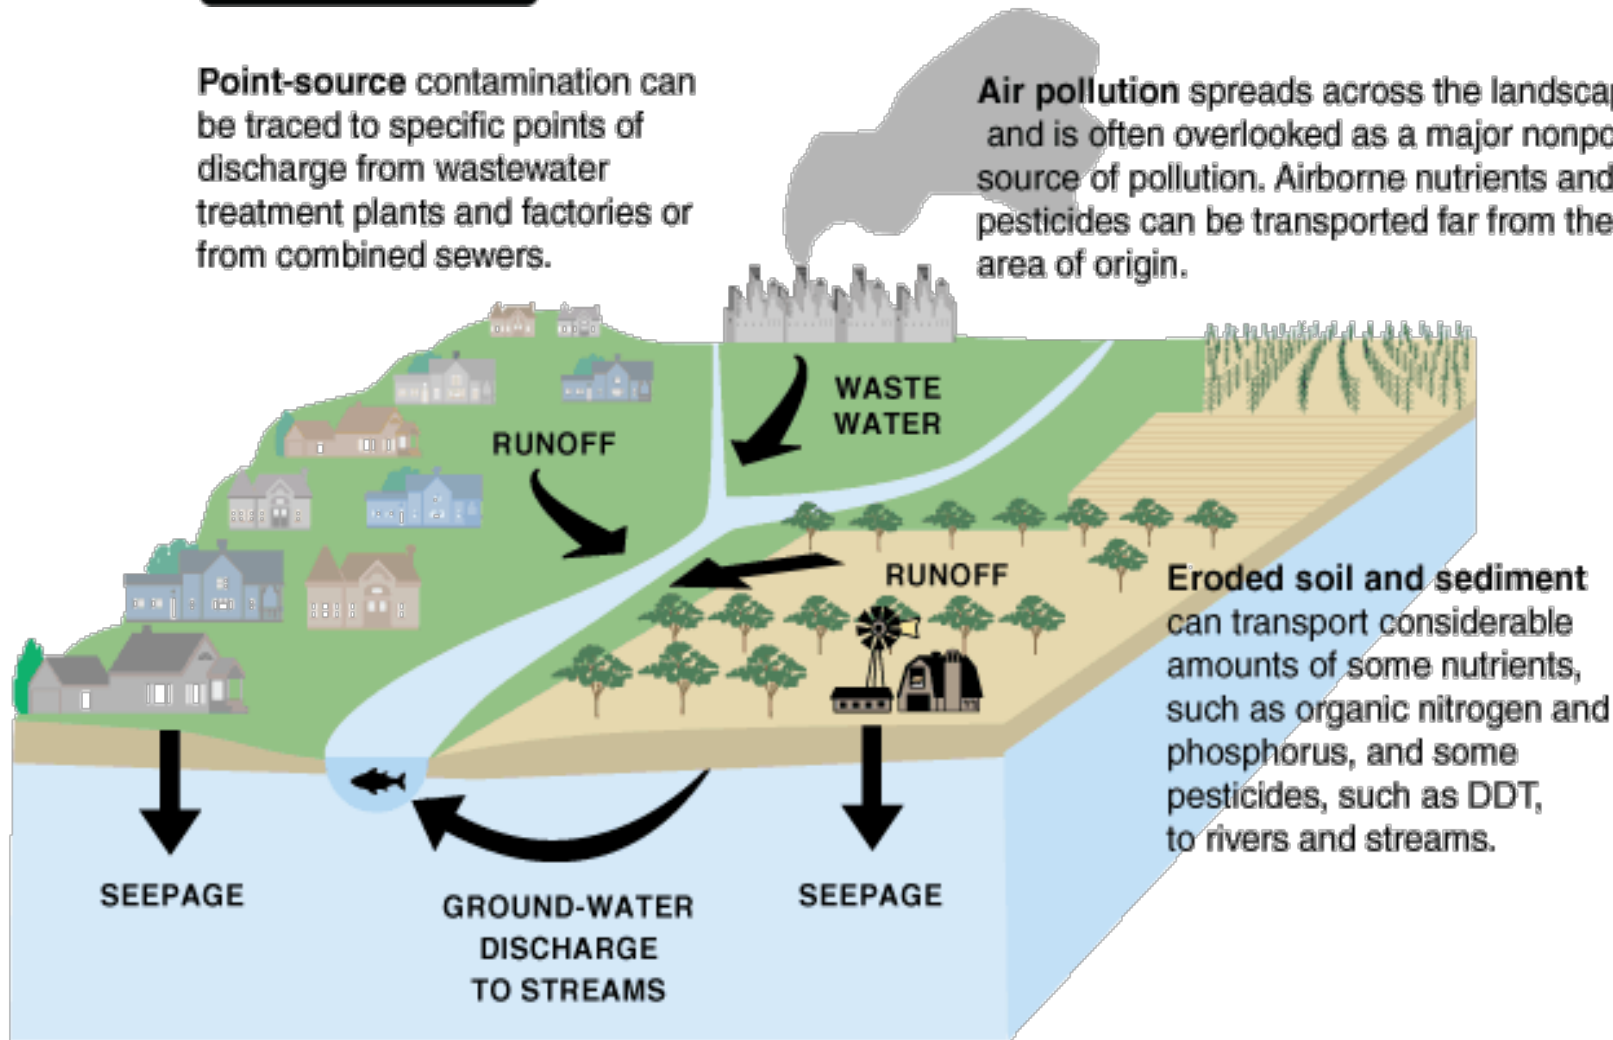 Point-source contamination can
be traced to specific points of
discharge from wastewater
treatment plants and factories or
from combined sewers.
Air pollution spreads across the landscap
and is often overlooked as a major nonpo
source of pollution. Airborne nutrients and
pesticides can be transported far from the
area of origin.
WASTE
WATER
RUNOFF
RUNOFF
Eroded soil and sediment
can transport considerable
amounts of some nutrients,
such as organic nitrogen and
phosphorus, and some
pesticides, such as DDT,
to rivers and streams.
SEEPAGE
GROUND-WATER
DISCHARGE
TO STREAMS
SEEPAGE